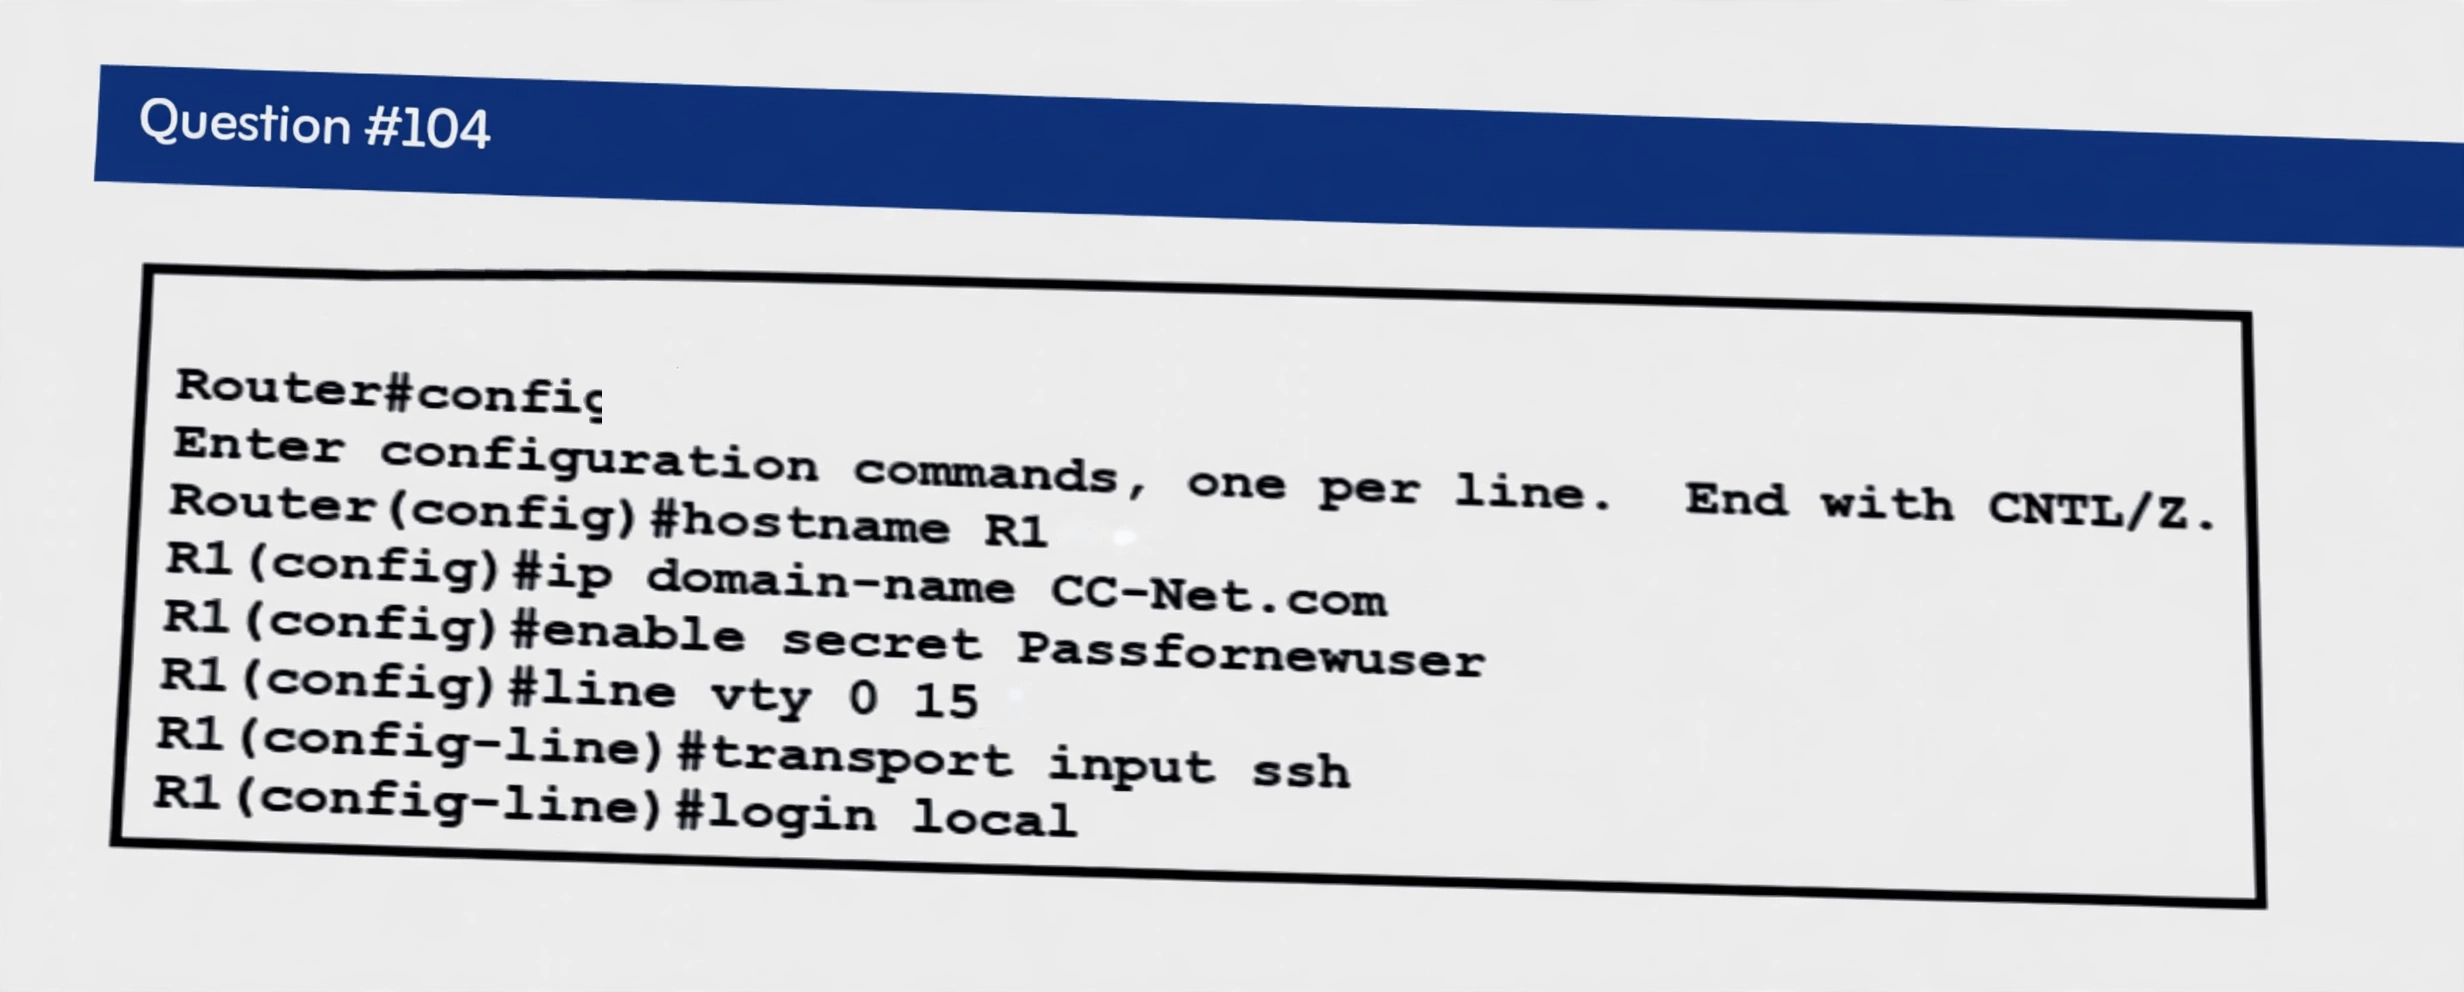 Question #104
Router#config
Enter configuration commands, one per line. End with CNTL/Z.
Router(config)#hostname R1
R1(config)#ip domain-name CC-Net.com
R1(config)#enable secret Passfornewuser
R1(config)#line vty 0 15
R1(config-line)#transport input ssh
R1(config-line)#login local